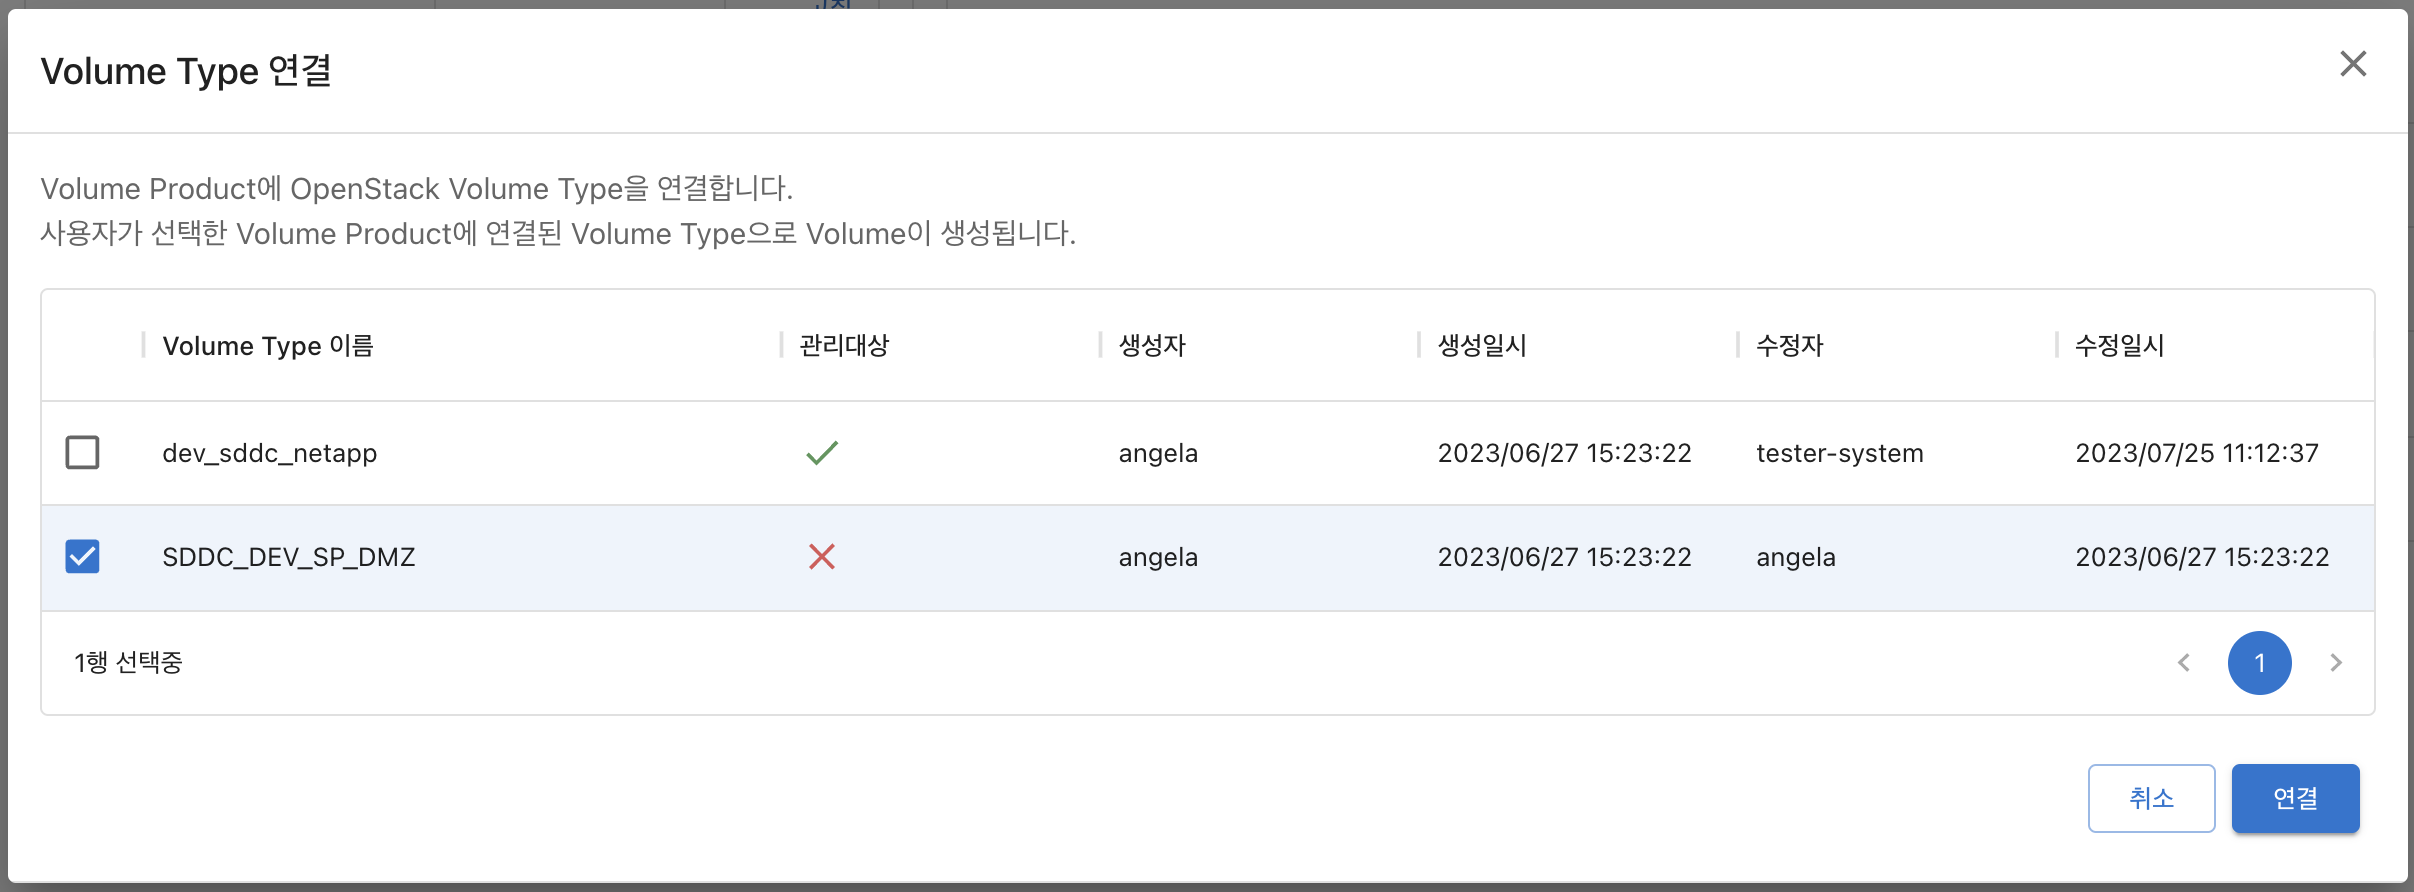 Volume Type 연결
Volume Product에 OpenStack Volume Type을 연결합니다.
사용자가 선택한 Volume Product에 연결된 Volume Type으로 Volume이 생성됩니다.
Volume Type 이름 관리대상 생성자 생성일시 수정자 수정일시
dev_sddc_netapp angela 2023/06/27 15:23:22 tester-system 2023/07/25 11:12:37
SDDC_DEV_SP_DMZ angela 2023/06/27 15:23:22 angela 2023/06/27 15:23:22
1행 선택중 1
취소 연결